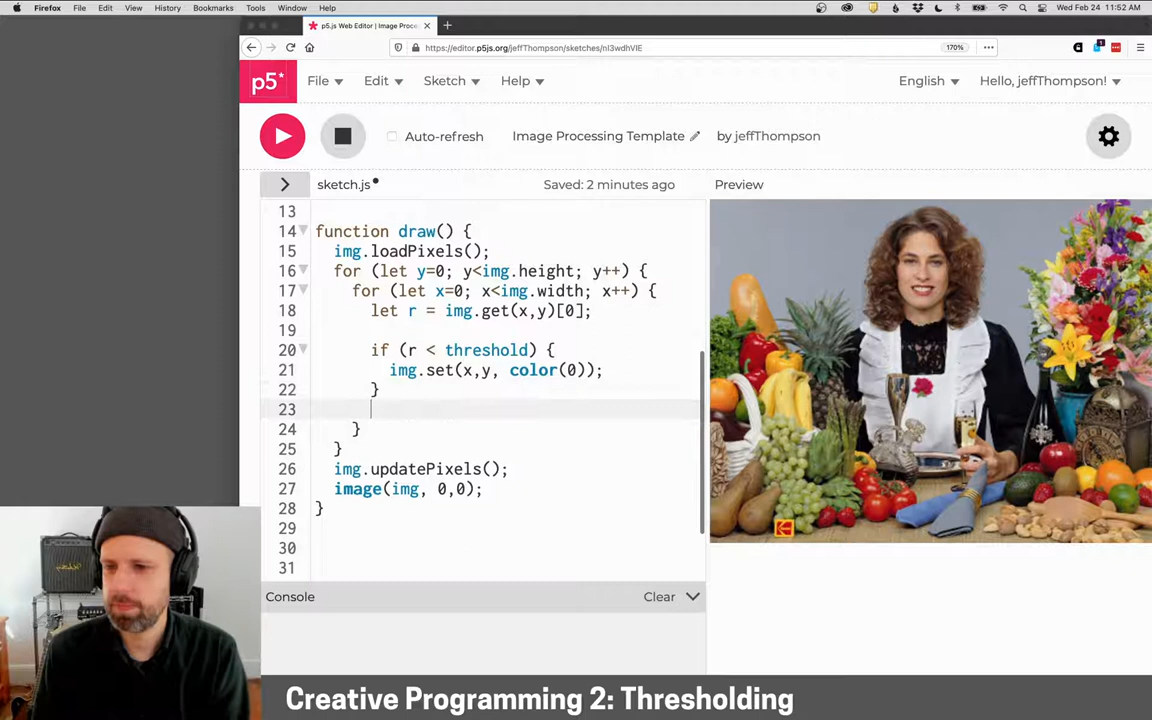 Firefox File Edit View History Bookmarks Tools Window Help Wed Feb 24 11:52 AM
p5.js Web Editor | Image Proce
https://editor.p5js.org/jeffThompson/sketches/nI3wdhVIE 170%
p5* File Edit Sketch Help English Hello, jeffThompson!
Auto-refresh Image Processing Template by jeffThompson
sketch.js Saved: 2 minutes ago Preview
13
14 function draw() {
15 img.loadPixels();
16 for (let y=0; y<img.height; y++) {
17 for (let x=0; x<img.width; x++) {
18 let r = img.get(x,y)[0];
19
20 if (r < threshold) {
21 img.set(x,y, color(0));
22 }
23
24 }
25 }
26 img.updatePixels();
27 image(img, 0,0);
28 }
29
30
31
Console Clear
Creative Programming 2: Thresholding